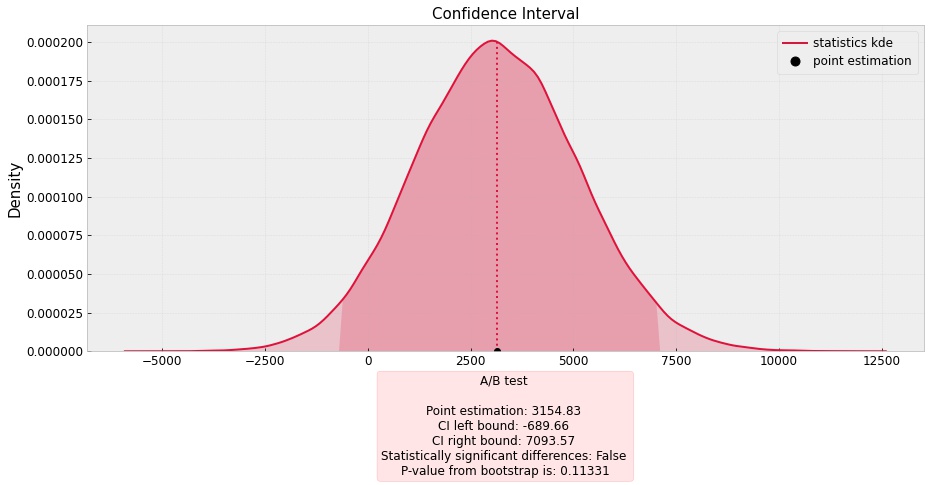 Confidence Interval
statistics kde
point estimation
Density
0.000200
0.000175
0.000150
0.000125
0.000100
0.000075
0.000050
0.000025
0.000000
−5000 −2500 0 2500 5000 7500 10000 12500
A/B test
Point estimation: 3154.83
CI left bound: -689.66
CI right bound: 7093.57
Statistically significant differences: False
P-value from bootstrap is: 0.11331